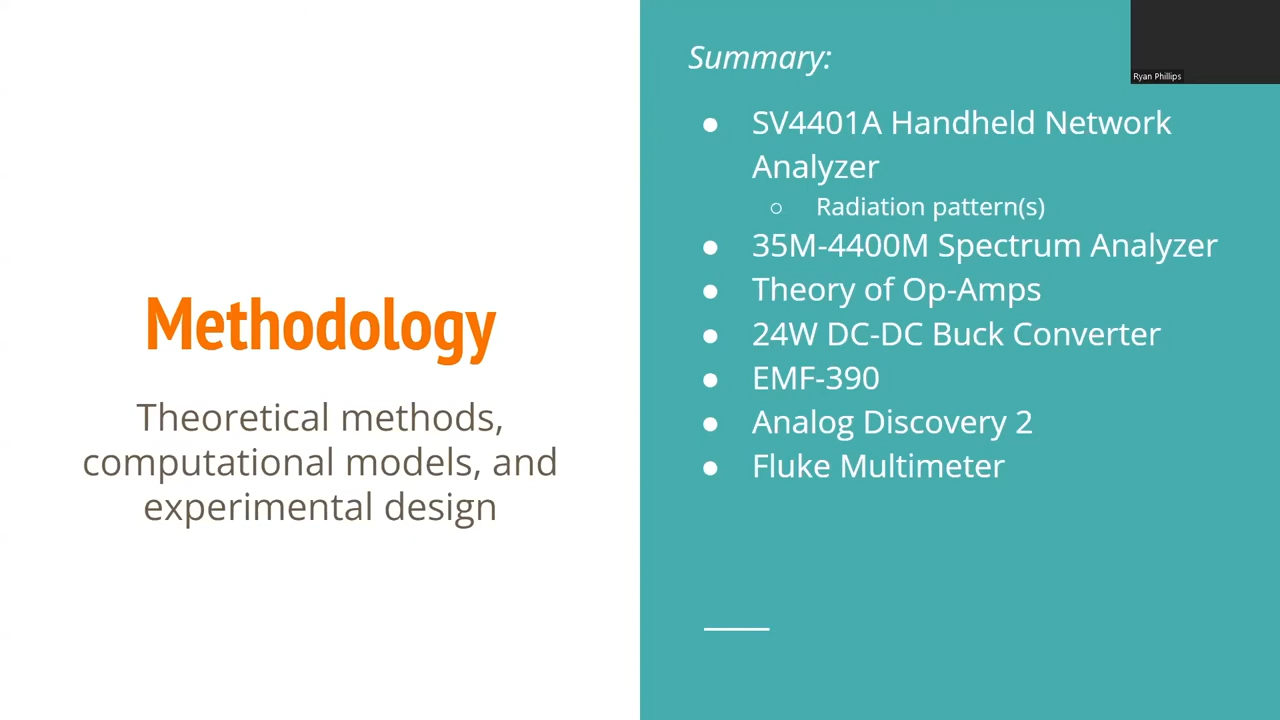 Methodology
Theoretical methods,
computational models, and
experimental design
Summary:
● SV4401A Handheld Network
Analyzer
○ Radiation pattern(s)
● 35M-4400M Spectrum Analyzer
● Theory of Op-Amps
● 24W DC-DC Buck Converter
● EMF-390
● Analog Discovery 2
● Fluke Multimeter
Ryan Phillips